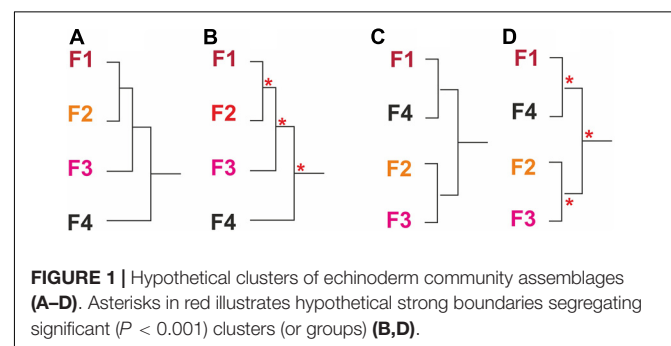 A
B
C
D
F1
F2
F3
F4
F1
F2
F3
F4
*
*
*
F1
F4
F2
F3
F1
F4
F2
F3
*
*
*
FIGURE 1 | Hypothetical clusters of echinoderm community assemblages
(A–D). Asterisks in red illustrates hypothetical strong boundaries segregating
significant (P < 0.001) clusters (or groups) (B,D).